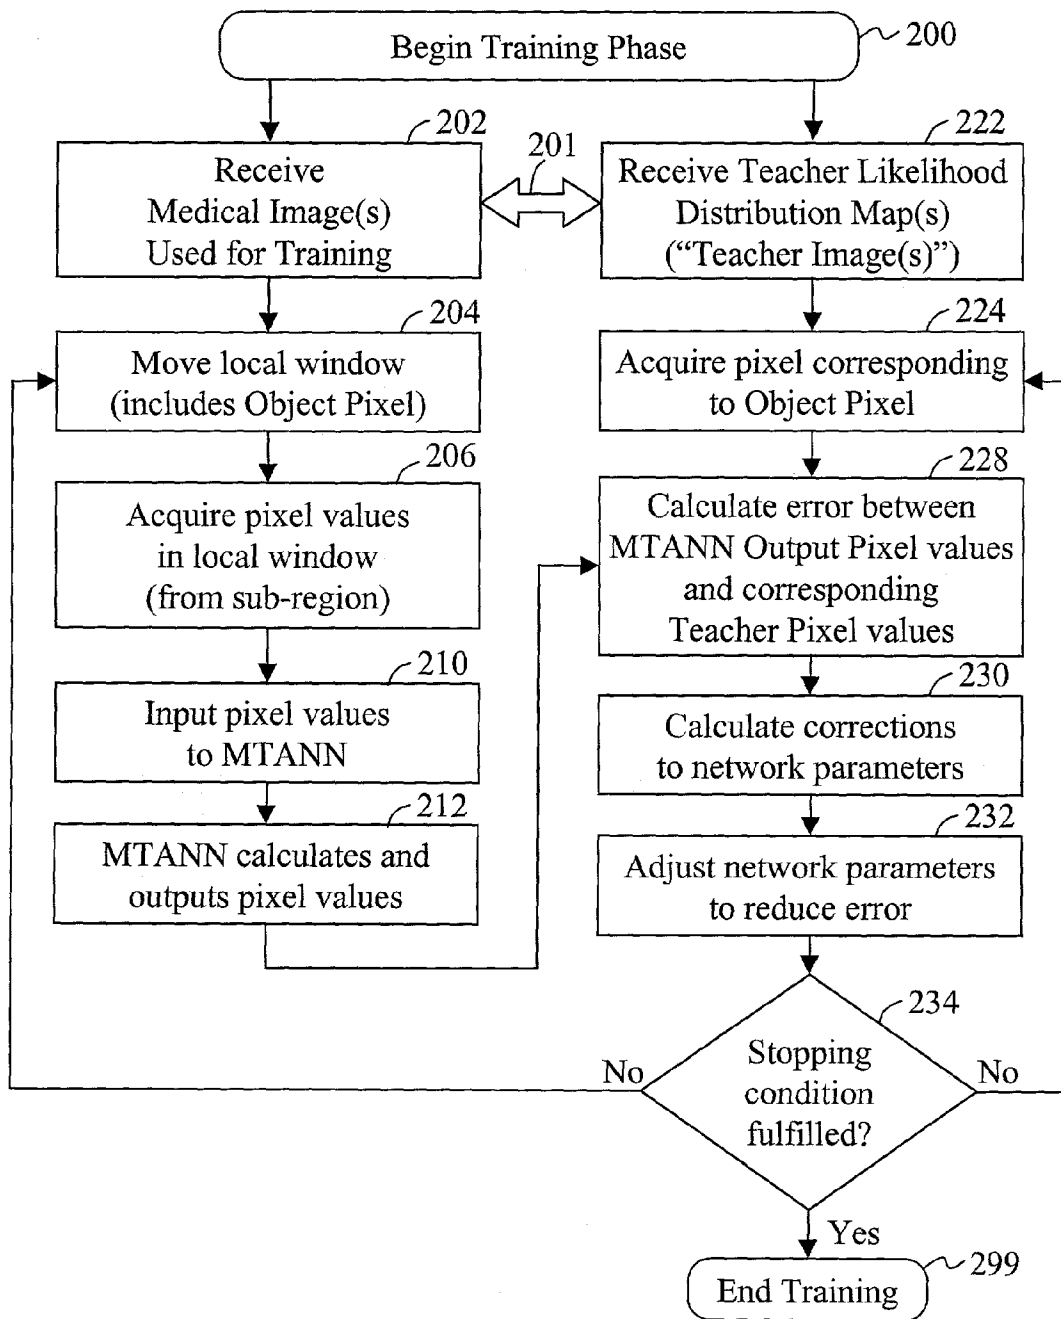 Begin Training Phase
200
202
Receive
Medical Image(s)
Used for Training
201
222
Receive Teacher Likelihood
Distribution Map(s)
(“Teacher Image(s)”)
204
Move local window
(includes Object Pixel)
224
Acquire pixel corresponding
to Object Pixel
206
Acquire pixel values
in local window
(from sub-region)
228
Calculate error between
MTANN Output Pixel values
and corresponding
Teacher Pixel values
210
Input pixel values
to MTANN
230
Calculate corrections
to network parameters
212
MTANN calculates and
outputs pixel values
232
Adjust network parameters
to reduce error
234
No
Stopping
condition
fulfilled?
No
Yes
299
End Training